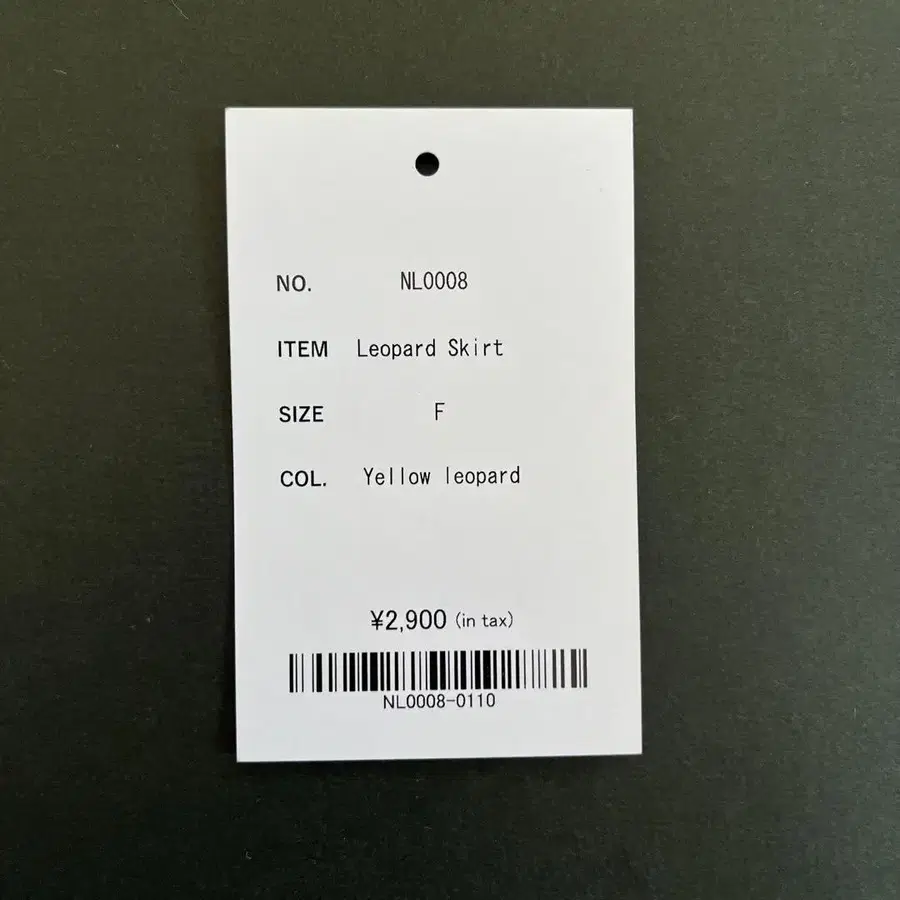 NO. NL0008
ITEM Leopard Skirt
SIZE F
COL. Yellow leopard
¥2,900 (in tax)
NL0008-0110